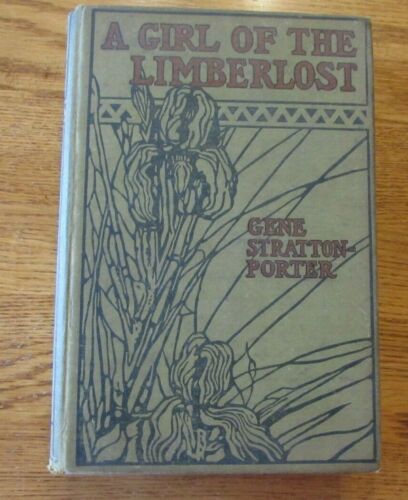 A GIRL OF THE
LIMBERLOST
GENE
STRATTON-
PORTER